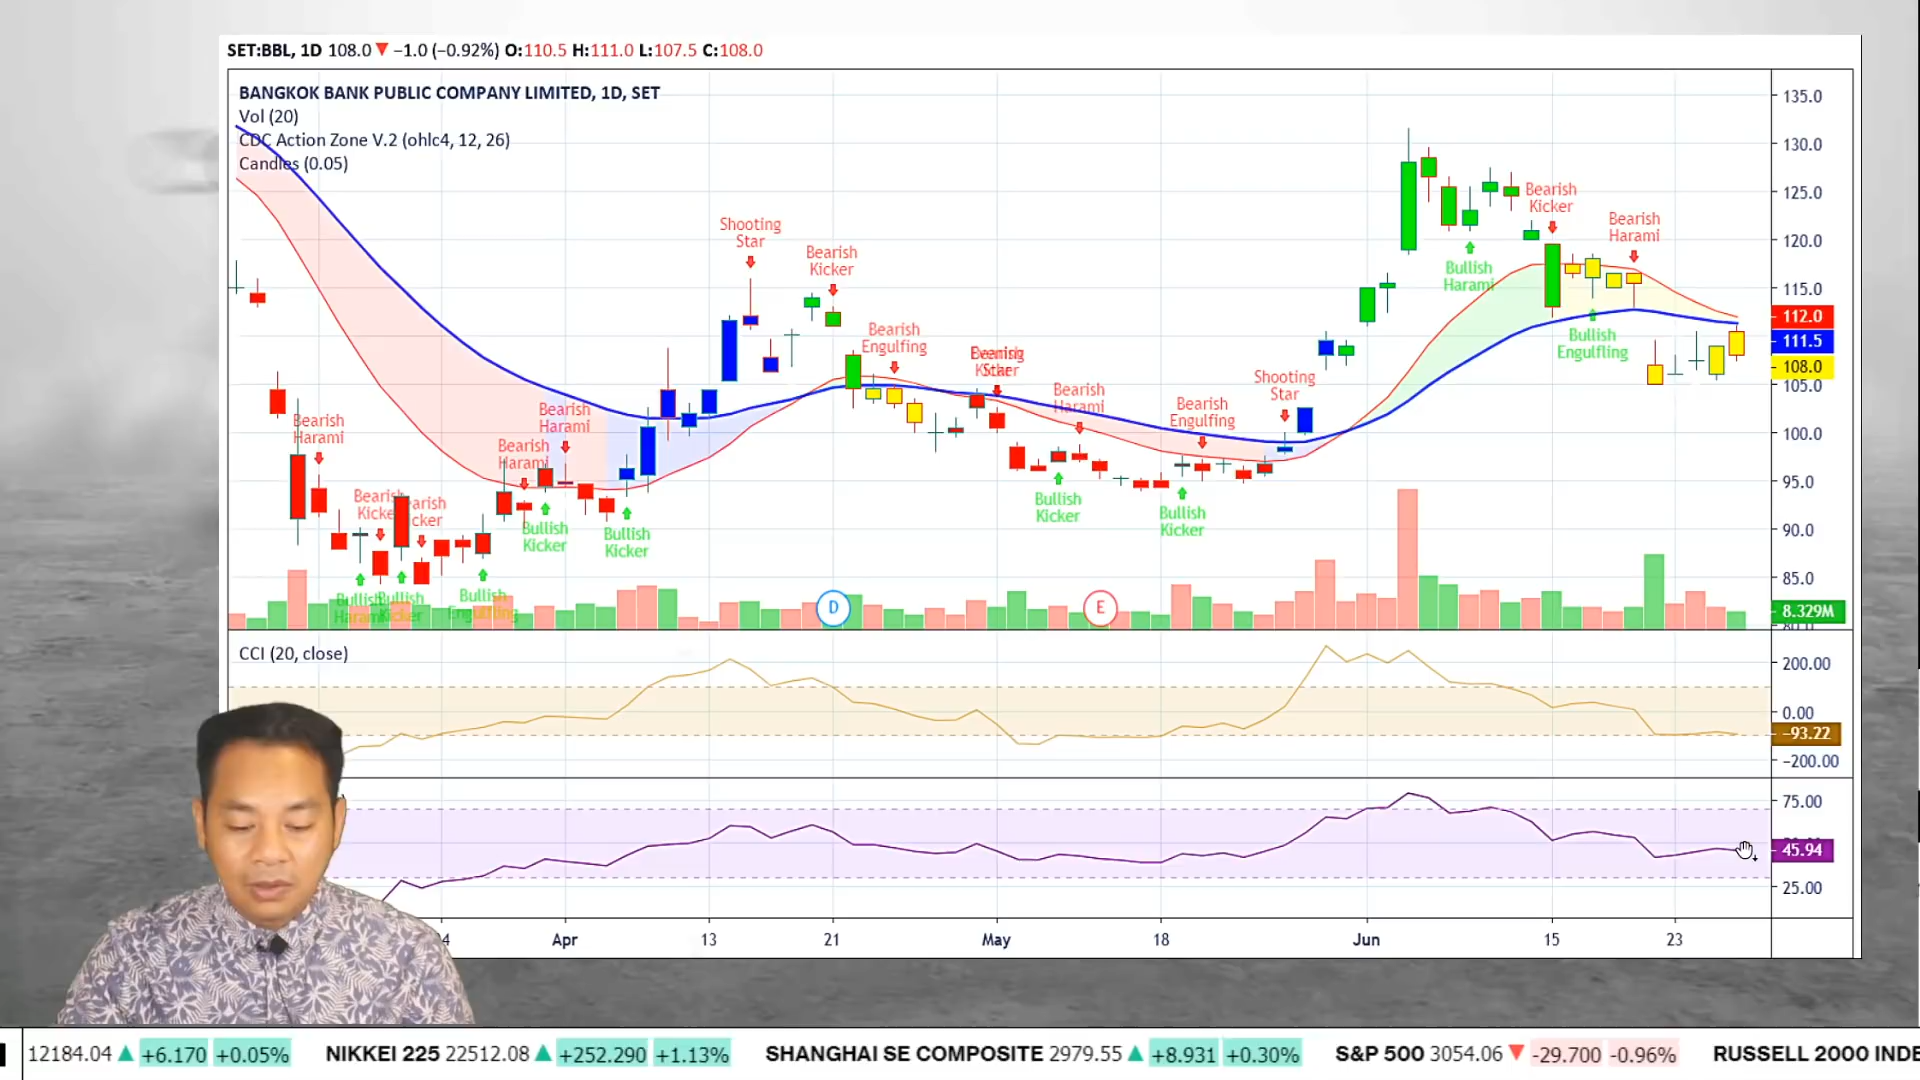 SET:BBL, 1D 108.0 ▼ −1.0 (−0.92%) O:110.5 H:111.0 L:107.5 C:108.0
BANGKOK BANK PUBLIC COMPANY LIMITED, 1D, SET
Vol (20)
CDC Action Zone V.2 (ohlc4, 12, 26)
Candles (0.05)
135.0
130.0
125.0
120.0
115.0
112.0
111.5
108.0
105.0
100.0
95.0
90.0
85.0
8.329M
Bearish
Harami
Bearish
Bullish
Kicker
Bullish
Bearish
Harami
Bearish
Harami
Bullish
Kicker
Bullish
Kicker
Shooting
Star
Bearish
Kicker
Bearish
Engulfing
Bearish
Harami
Bullish
Kicker
Bearish
Engulfing
Bullish
Kicker
Shooting
Star
Bullish
Harami
Bearish
Kicker
Bullish
Engulfling
Bearish
Harami
D
E
CCI (20, close)
200.00
0.00
−93.22
−200.00
75.00
45.94
25.00
Apr 13 21 May 18 Jun 15 23
12184.04 ▲ +6.170 +0.05% NIKKEI 225 22512.08 ▲ +252.290 +1.13% SHANGHAI SE COMPOSITE 2979.55 ▲ +8.931 +0.30% S&P 500 3054.06 ▼ -29.700 -0.96% RUSSELL 2000 INDE